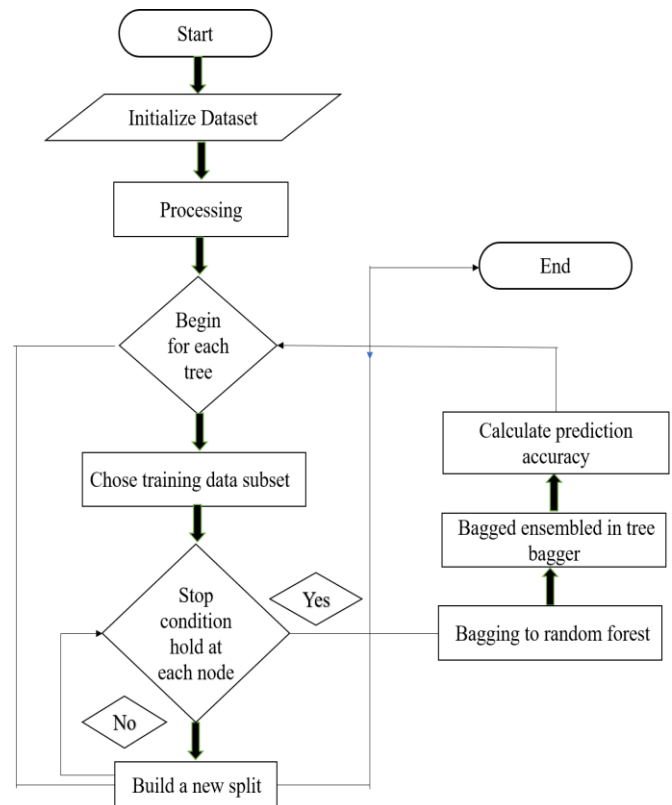 Start
Initialize Dataset
Processing
End
Begin
for each
tree
Chose training data subset
Calculate prediction
accuracy
Bagged ensembled in tree
bagger
Stop
condition
hold at
each node
Yes
Bagging to random forest
No
Build a new split